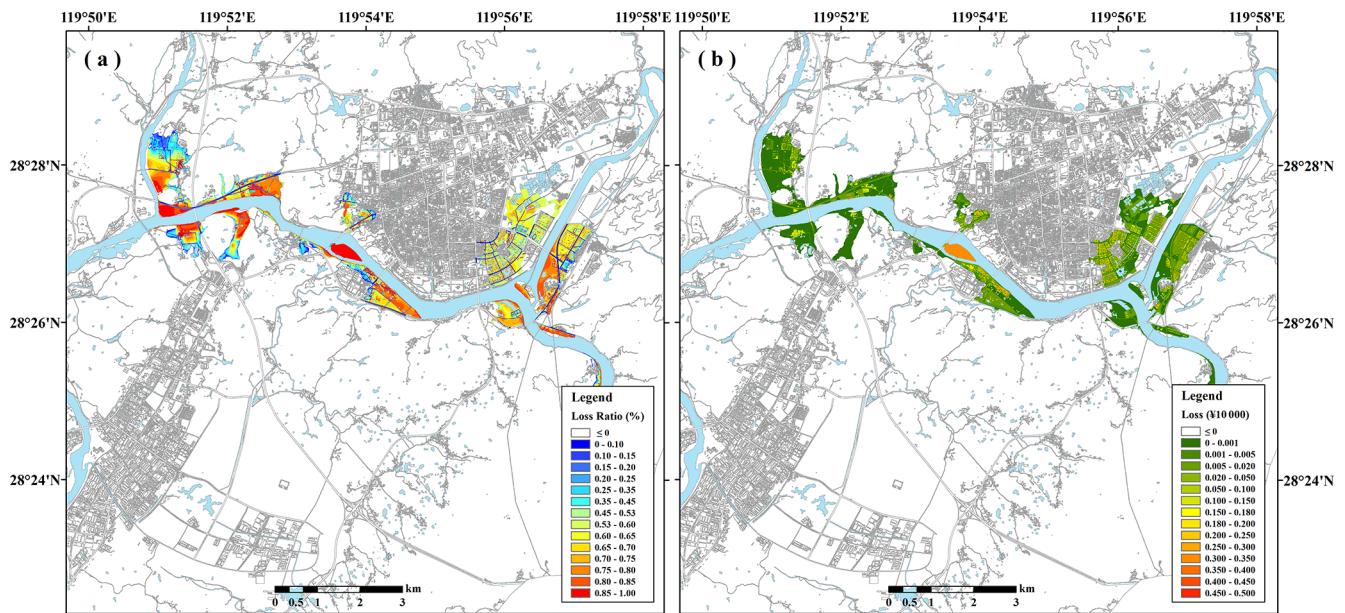 119°50'E 119°52'E 119°54'E 119°56'E 119°58'E
119°50'E 119°52'E 119°54'E 119°56'E 119°58'E
( a )
( b )
28°28'N
28°26'N
28°24'N
28°28'N
28°26'N
28°24'N
Legend
Loss Ratio (%)
≤ 0
0 - 0.10
0.10 - 0.15
0.15 - 0.20
0.20 - 0.25
0.25 - 0.35
0.35 - 0.45
0.45 - 0.53
0.53 - 0.60
0.60 - 0.65
0.65 - 0.70
0.70 - 0.75
0.75 - 0.80
0.80 - 0.85
0.85 - 1.00
km
0 0.5 1 2 3
Legend
Loss (¥10 000)
≤ 0
0 - 0.001
0.001 - 0.005
0.005 - 0.020
0.020 - 0.050
0.050 - 0.100
0.100 - 0.150
0.150 - 0.180
0.180 - 0.200
0.200 - 0.250
0.250 - 0.300
0.300 - 0.350
0.350 - 0.400
0.400 - 0.450
0.450 - 0.500
km
0 0.5 1 2 3